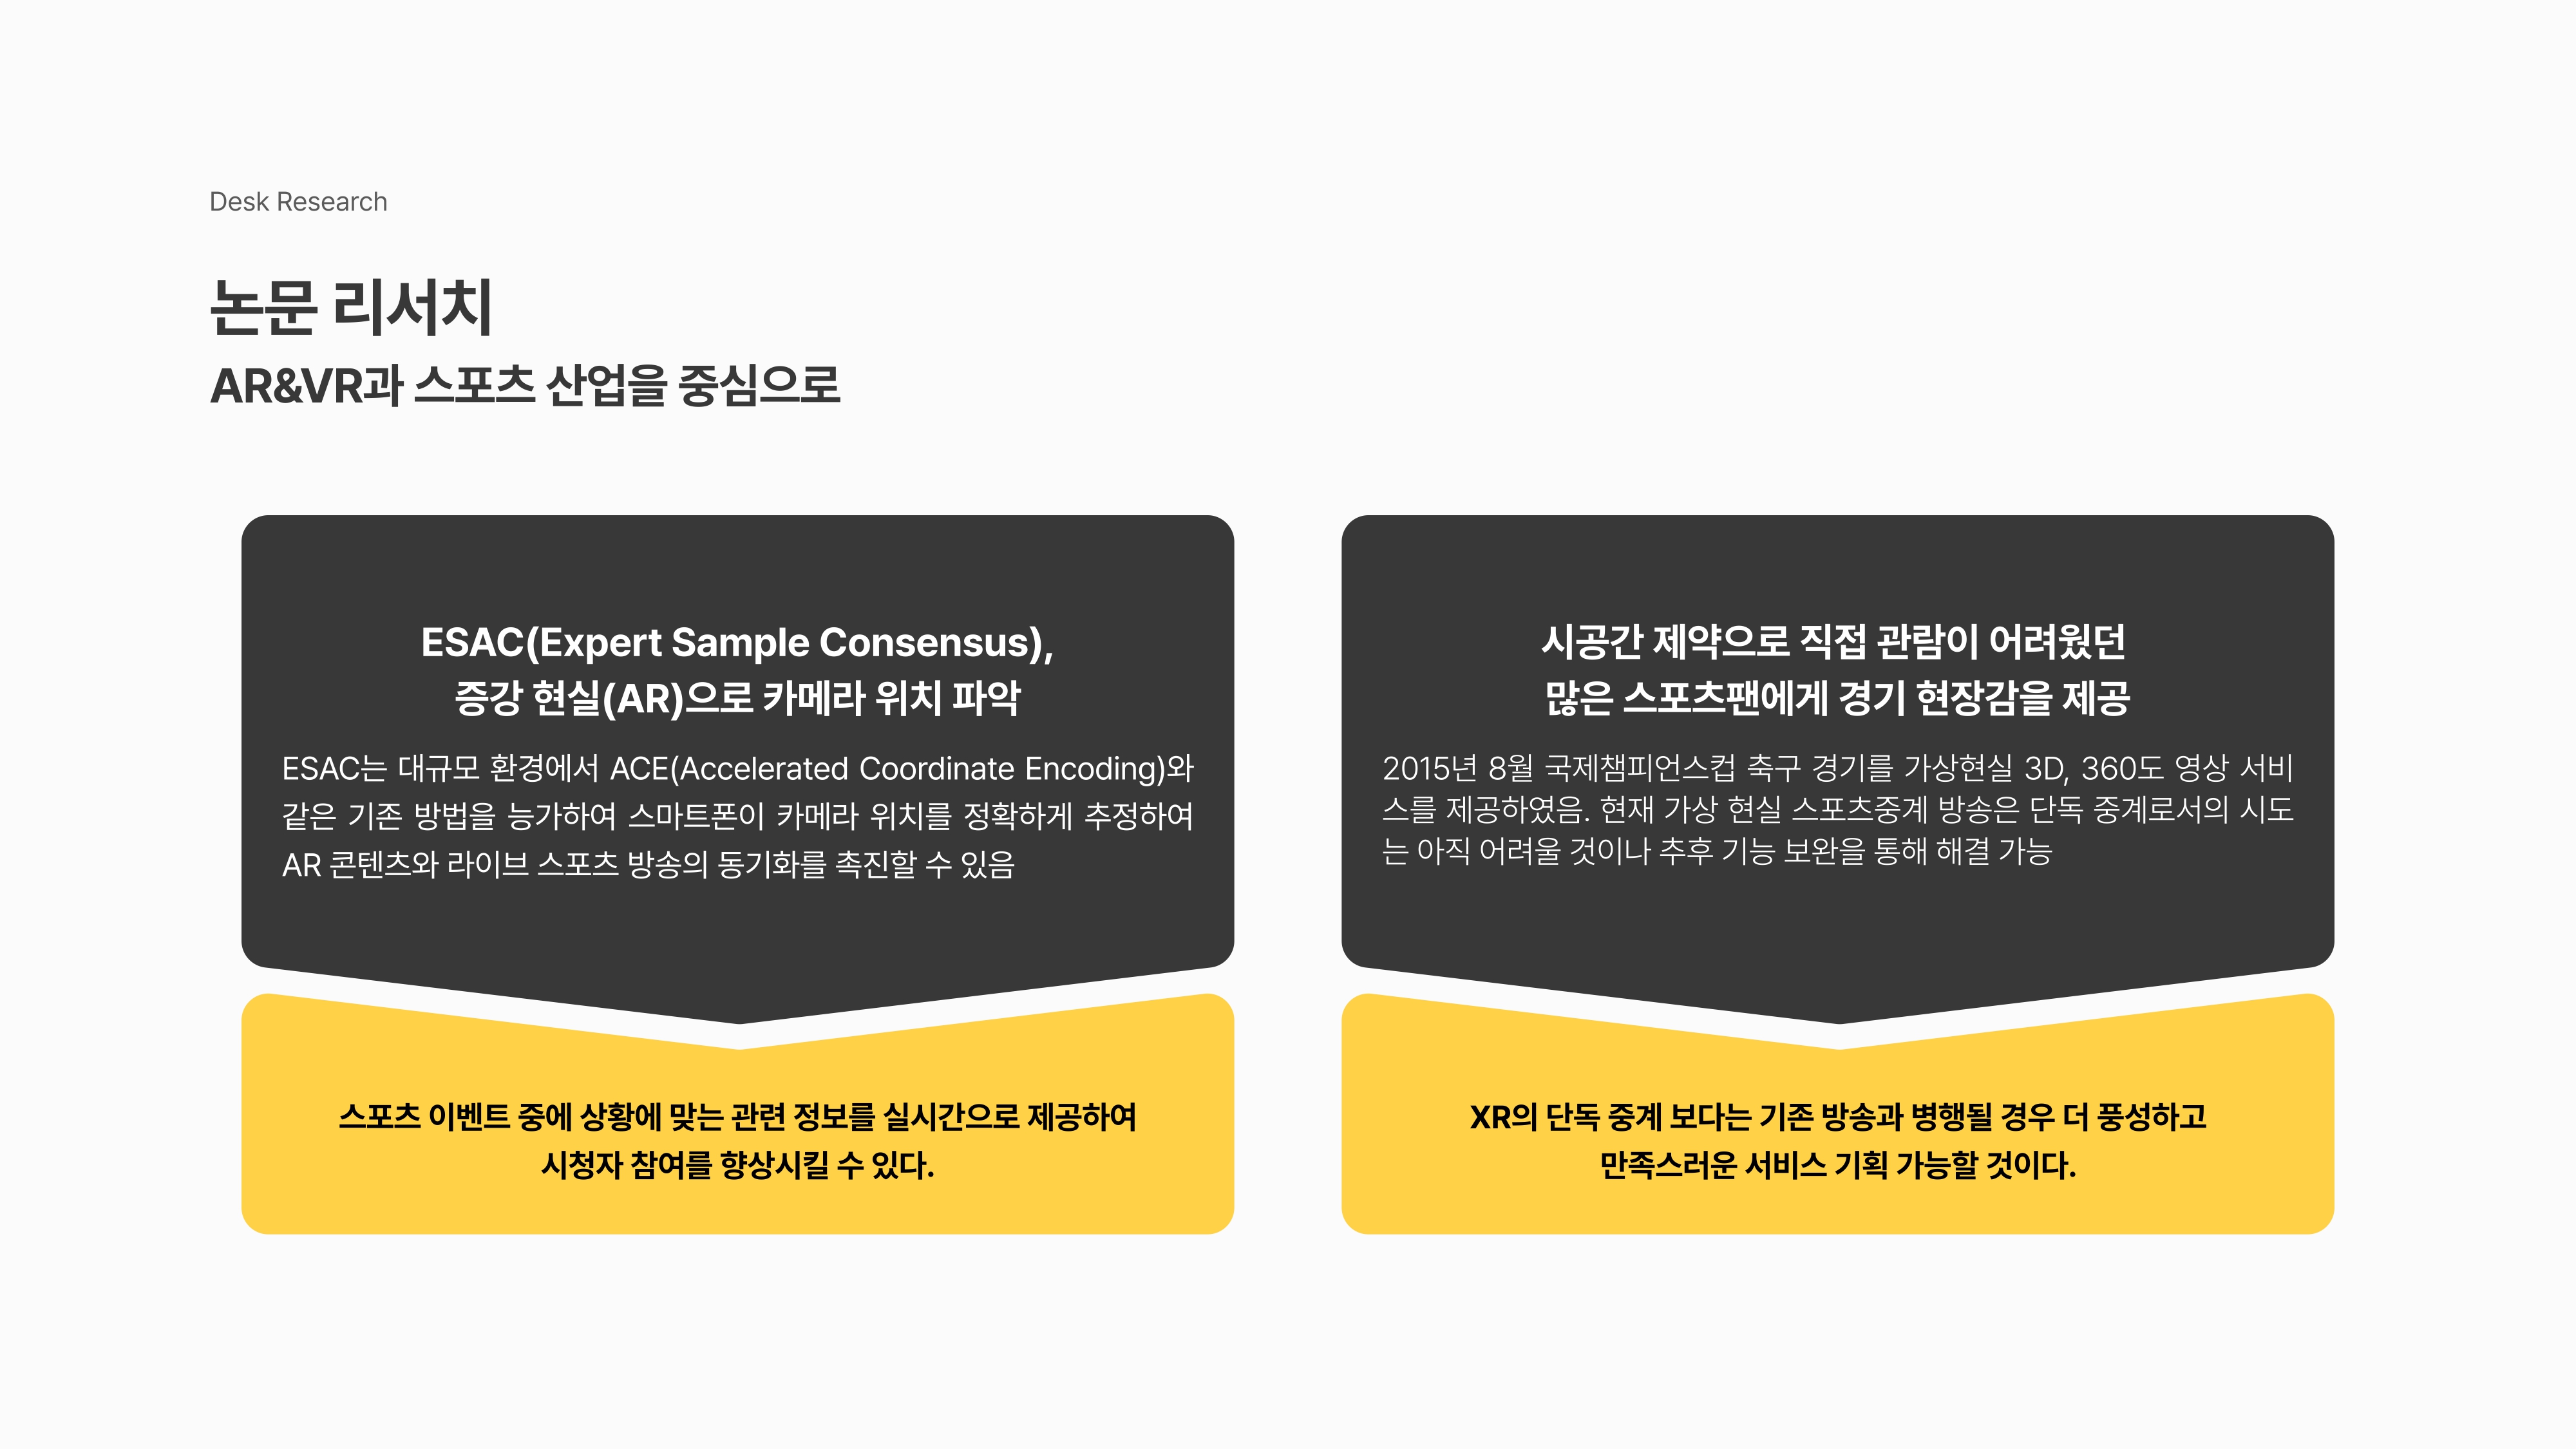 Desk Research
논문 리서치
AR&VR과 스포츠 산업을 중심으로
ESAC(Expert Sample Consensus),
증강 현실(AR)으로 카메라 위치 파악
ESAC는 대규모 환경에서 ACE(Accelerated Coordinate Encoding)와
같은 기존 방법을 능가하여 스마트폰이 카메라 위치를 정확하게 추정하여
AR 콘텐츠와 라이브 스포츠 방송의 동기화를 촉진할 수 있음
스포츠 이벤트 중에 상황에 맞는 관련 정보를 실시간으로 제공하여
시청자 참여를 향상시킬 수 있다.
시공간 제약으로 직접 관람이 어려웠던
많은 스포츠팬에게 경기 현장감을 제공
2015년 8월 국제챔피언스컵 축구 경기를 가상현실 3D, 360도 영상 서비
스를 제공하였음. 현재 가상 현실 스포츠중계 방송은 단독 중계로서의 시도
는 아직 어려울 것이나 추후 기능 보완을 통해 해결 가능
XR의 단독 중계 보다는 기존 방송과 병행될 경우 더 풍성하고
만족스러운 서비스 기획 가능할 것이다.